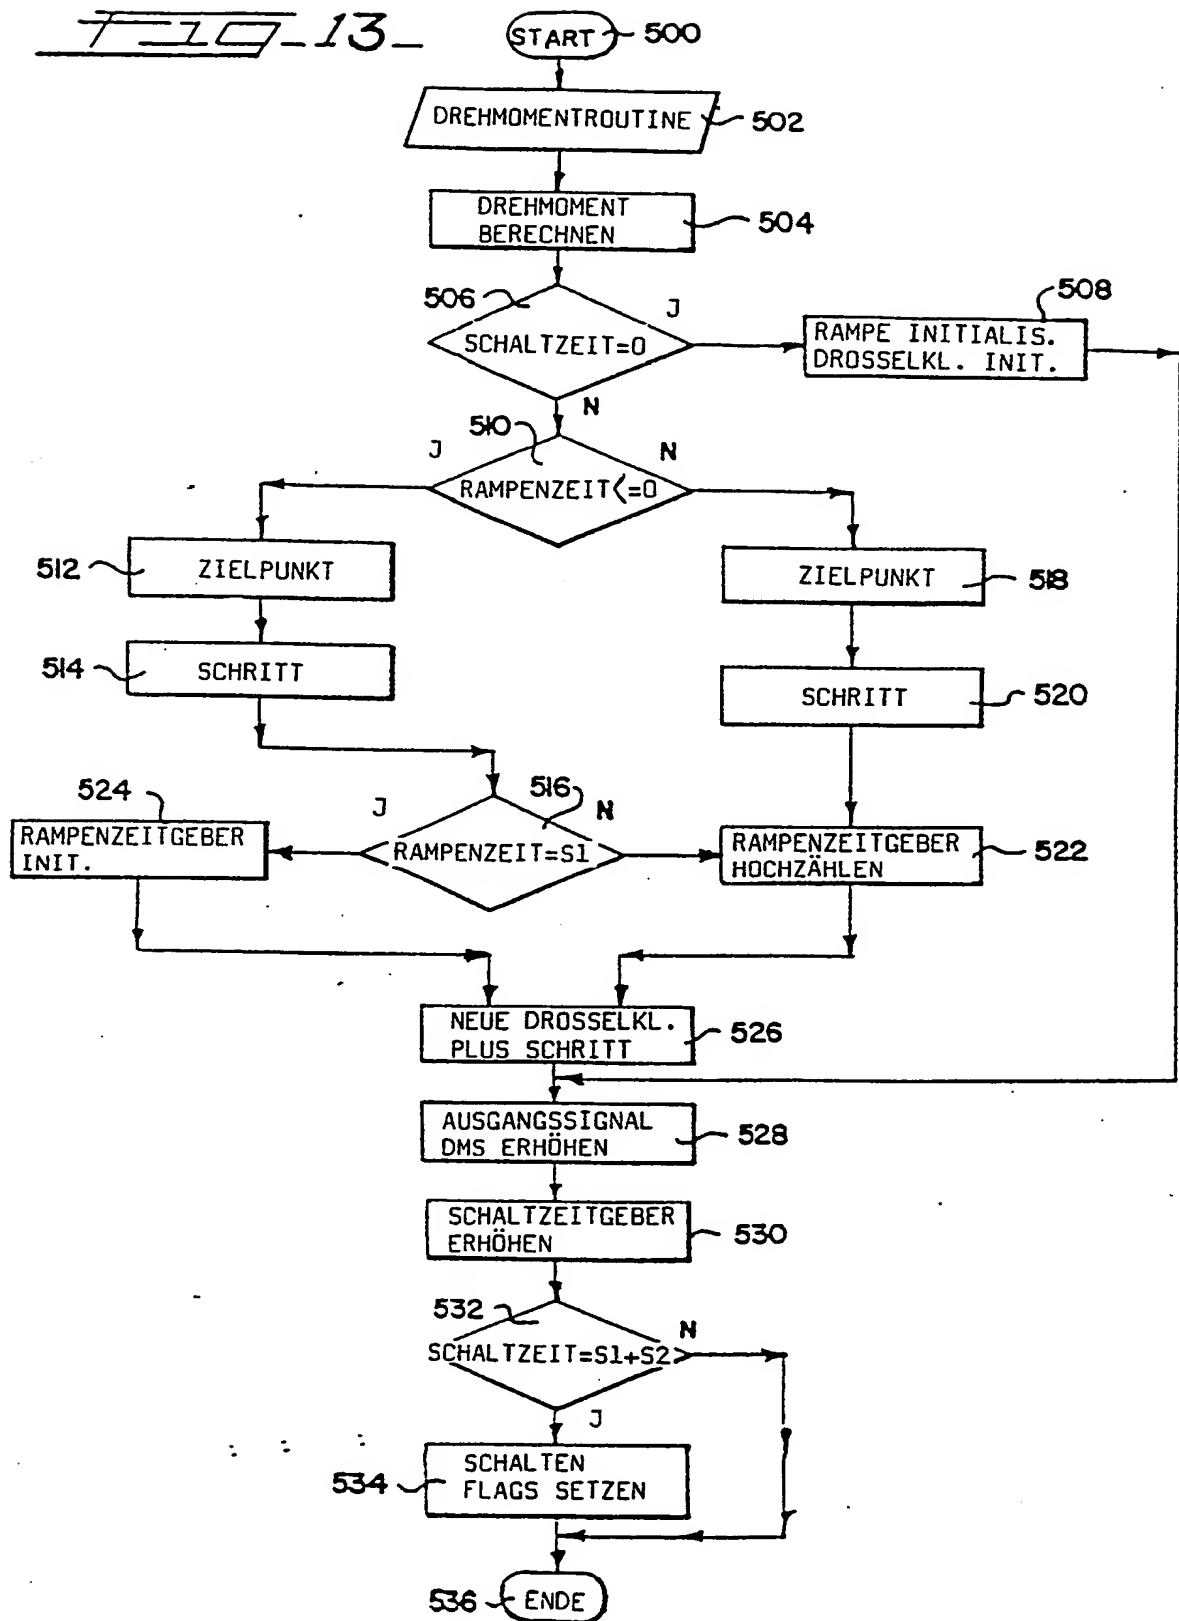 Fig-13-
START 500
DREHMOMENTROUTINE 502
DREHMOMENT
BERECHNEN 504
506 J
SCHALTZEIT=0
508
RAMPE INITIALIS.
DROSSELKL. INIT.
N
510
J N
RAMPENZEIT<=0
512 ZIELPUNKT
ZIELPUNKT 518
514 SCHRITT
SCHRITT 520
524
J 516 N
RAMPENZEITGEBER
INIT.
RAMPENZEIT=S1
RAMPENZEITGEBER
HOCHZÄHLEN 522
NEUE DROSSELKL.
PLUS SCHRITT 526
AUSGANGSSIGNAL
DMS ERHÖHEN 528
SCHALTZEITGEBER
ERHÖHEN 530
532 N
SCHALTZEIT=S1+S2
J
SCHALTEN
534 FLAGS SETZEN
536 ENDE